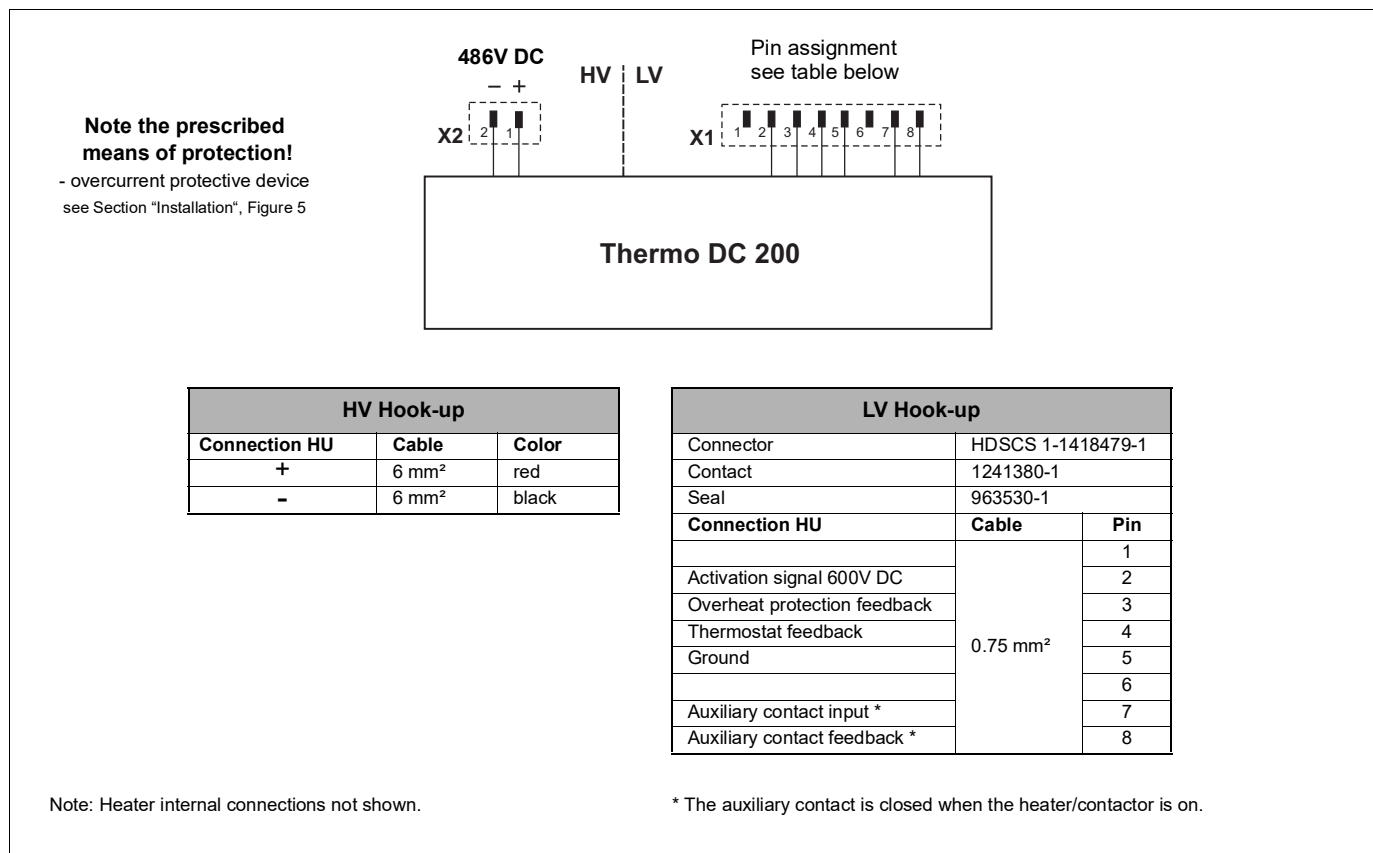 486V DC
− +
HV
LV
Pin assignment
see table below
Note the prescribed
means of protection!
- overcurrent protective device
see Section “Installation“, Figure 5
X2
2 1
X1
1 2 3 4 5 6 7 8
Thermo DC 200
HV Hook-up
Connection HU Cable Color
+ 6 mm² red
- 6 mm² black
LV Hook-up
Connector HDSCS 1-1418479-1
Contact 1241380-1
Seal 963530-1
Connection HU Cable Pin
1
Activation signal 600V DC 2
Overheat protection feedback 3
Thermostat feedback 4
0.75 mm²
Ground 5
6
Auxiliary contact input * 7
Auxiliary contact feedback * 8
Note: Heater internal connections not shown.
* The auxiliary contact is closed when the heater/contactor is on.